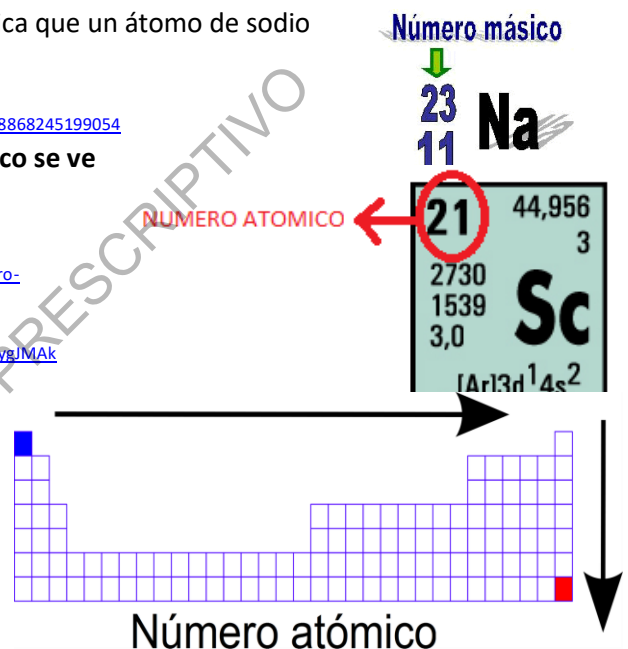 ica que un átomo de sodio
Número másico
23
11
Na
8868245199054
co se ve
NUMERO ATOMICO
21
44,956
3
2730
1539
3,0
Sc
[Ar]3d¹4s²
ro-
ygJMAk
PRESCRIPTIVO
Número atómico